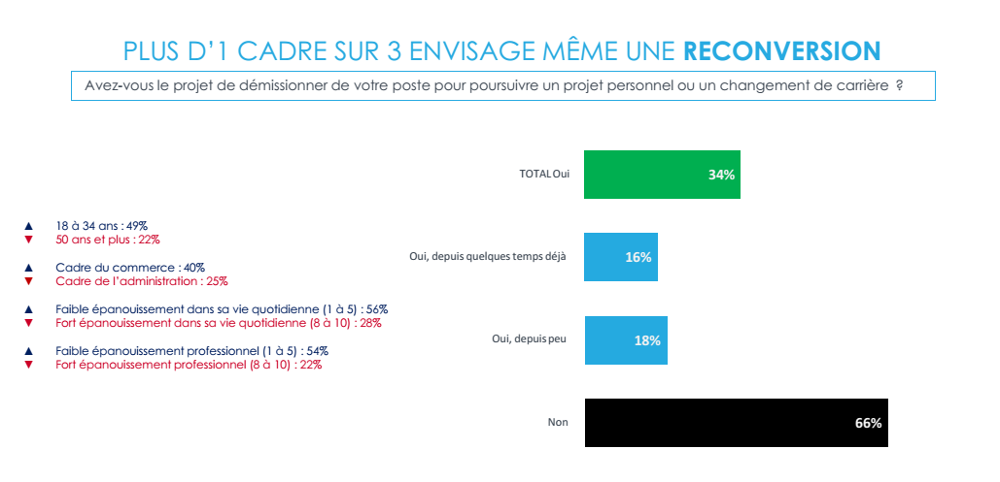 PLUS D’1 CADRE SUR 3 ENVISAGE MÊME UNE RECONVERSION
Avez-vous le projet de démissionner de votre poste pour poursuivre un projet personnel ou un changement de carrière ?
TOTAL Oui 34%
▲ 18 à 34 ans : 49%
▼ 50 ans et plus : 22%
Oui, depuis quelques temps déjà 16%
▲ Cadre du commerce : 40%
▼ Cadre de l’administration : 25%
▲ Faible épanouissement dans sa vie quotidienne (1 à 5) : 56%
▼ Fort épanouissement dans sa vie quotidienne (8 à 10) : 28%
Oui, depuis peu 18%
▲ Faible épanouissement professionnel (1 à 5) : 54%
▼ Fort épanouissement professionnel (8 à 10) : 22%
Non 66%